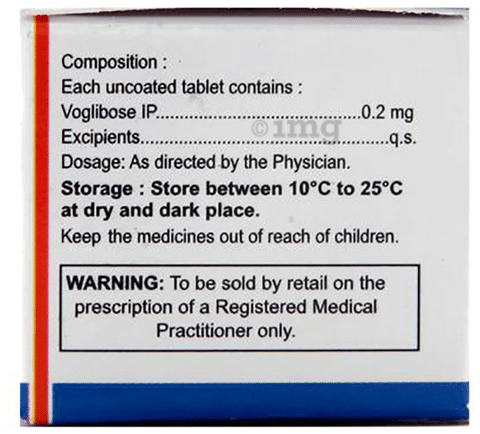 Composition :
Each uncoated tablet contains :
Voglibose IP..................................................0.2 mg
Excipients............................................................q.s.
©1mg
Dosage: As directed by the Physician.
Storage : Store between 10°C to 25°C
at dry and dark place.
Keep the medicines out of reach of children.
WARNING: To be sold by retail on the
prescription of a Registered Medical
Practitioner only.